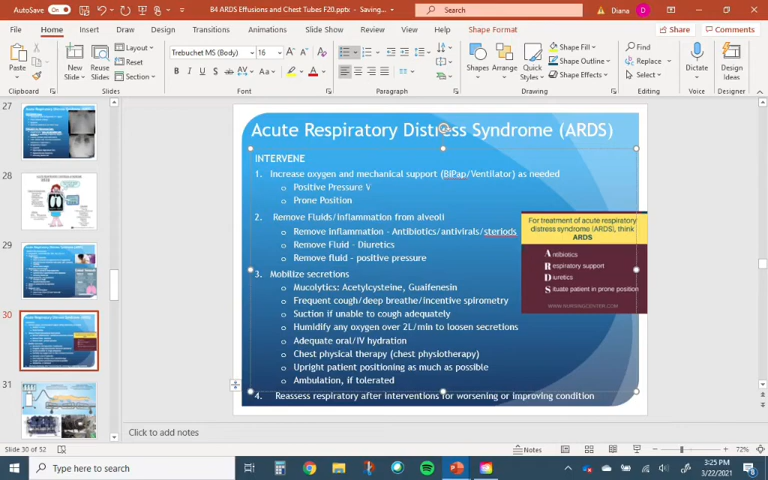 AutoSave On
84 ARDS Effusions and Chest Tubes F20.pptx - Saving...
Search
Diana D
File Home Insert Draw Design Transitions Animations Slide Show Review View Help Shape Format
Share Comments
Paste
New Slide
Reuse Slides
Layout
Reset
Section
Trebuchet MS (Body) 16
Shapes Arrange Quick Styles
Shape Fill
Shape Outline
Shape Effects
Find
Replace
Select
Dictate
Design Ideas
Clipboard Slides Font Paragraph Drawing Editing Voice Designer
27
28
29
30
31
Acute Respiratory Distress Syndrome (ARDS)
INTERVENE
1. Increase oxygen and mechanical support (BiPap/Ventilator) as needed
o Positive Pressure V
o Prone Position
2. Remove Fluids/inflammation from alveoli
o Remove Inflammation - Antibiotics/antivirals/steriods
o Remove Fluid - Diuretics
o Remove fluid - positive pressure
3. Mobilize secretions
o Mucolytics: Acetylcysteine, Guaifenesin
o Frequent cough/deep breathe/incentive spirometry
o Suction if unable to cough adequately
o Humidify any oxygen over 2L/min to loosen secretions
o Adequate oral/IV hydration
o Chest physical therapy (chest physiotherapy)
o Upright patient positioning as much as possible
o Ambulation, if tolerated
4. Reassess respiratory after interventions for worsening or improving condition
For treatment of acute respiratory
distress syndrome (ARDS), think
ARDS
Antibiotics
Respiratory support
Diuretics
Situate patient in prone position
WWW.NURSINGCENTER.COM
Click to add notes
Slide 30 of 52
Notes
72%
Type here to search
3:25 PM
3/22/2021